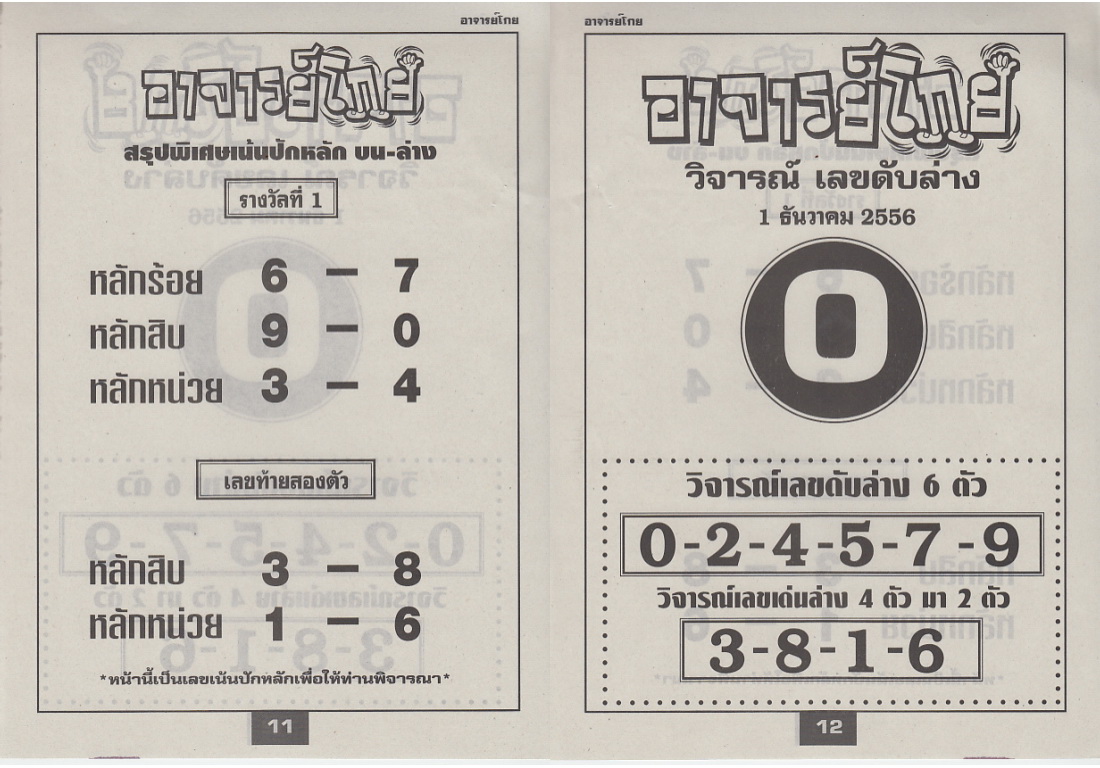 อาจารย์ไกย
อาจารย์ไกย
สรุปพิเศษเน้นปักหลัก บน-ล่าง
รางวัลที่ 1
หลักร้อย 6 – 7
หลักสิบ 9 – 0
หลักหน่วย 3 – 4
เลขท้ายสองตัว
หลักสิบ 3 – 8
หลักหน่วย 1 – 6
*หน้านี้เป็นเลขเน้นปักหลักเพื่อให้ท่านพิจารณา*
11
อาจารย์ไกย
อาจารย์ไกย
วิจารณ์ เลขดับล่าง
1 ธันวาคม 2556
0
วิจารณ์เลขดับล่าง 6 ตัว
0-2-4-5-7-9
วิจารณ์เลขเด่นล่าง 4 ตัว มา 2 ตัว
3-8-1-6
12